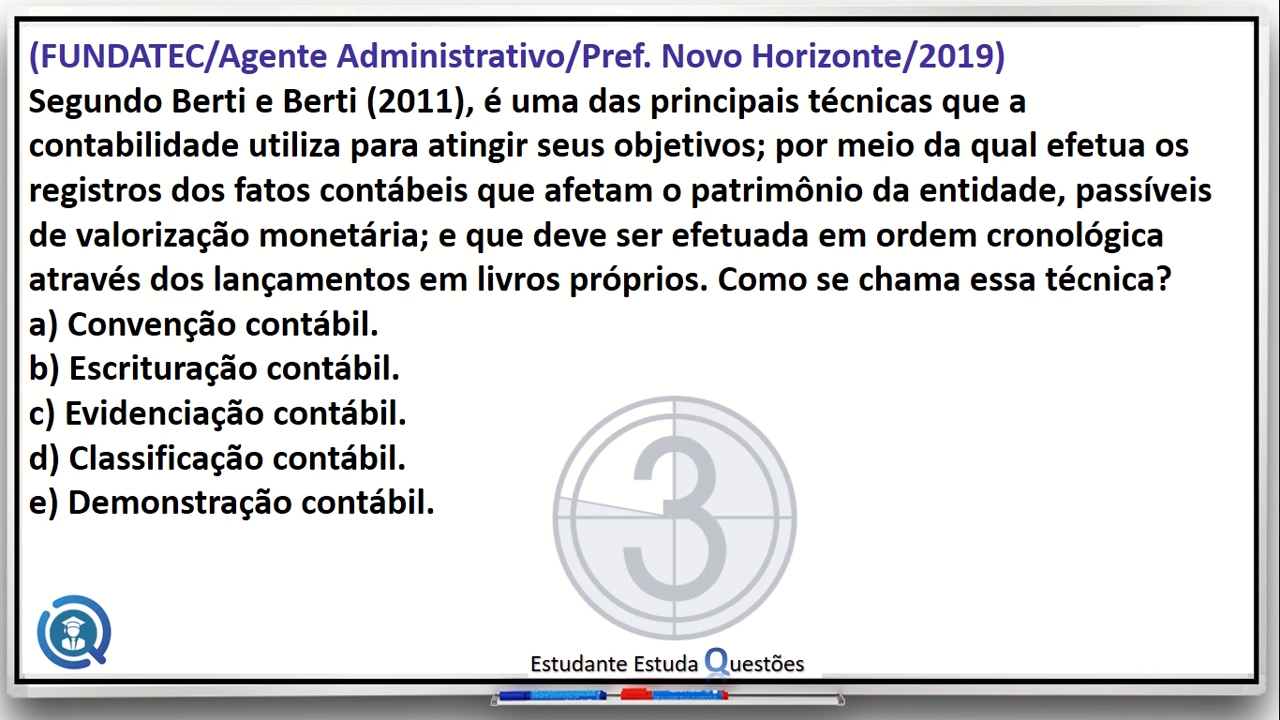 (FUNDATEC/Agente Administrativo/Pref. Novo Horizonte/2019)
Segundo Berti e Berti (2011), é uma das principais técnicas que a
contabilidade utiliza para atingir seus objetivos; por meio da qual efetua os
registros dos fatos contábeis que afetam o patrimônio da entidade, passíveis
de valorização monetária; e que deve ser efetuada em ordem cronológica
através dos lançamentos em livros próprios. Como se chama essa técnica?
a) Convenção contábil.
b) Escrituração contábil.
c) Evidenciação contábil.
d) Classificação contábil.
e) Demonstração contábil.
3
Estudante Estuda Questões